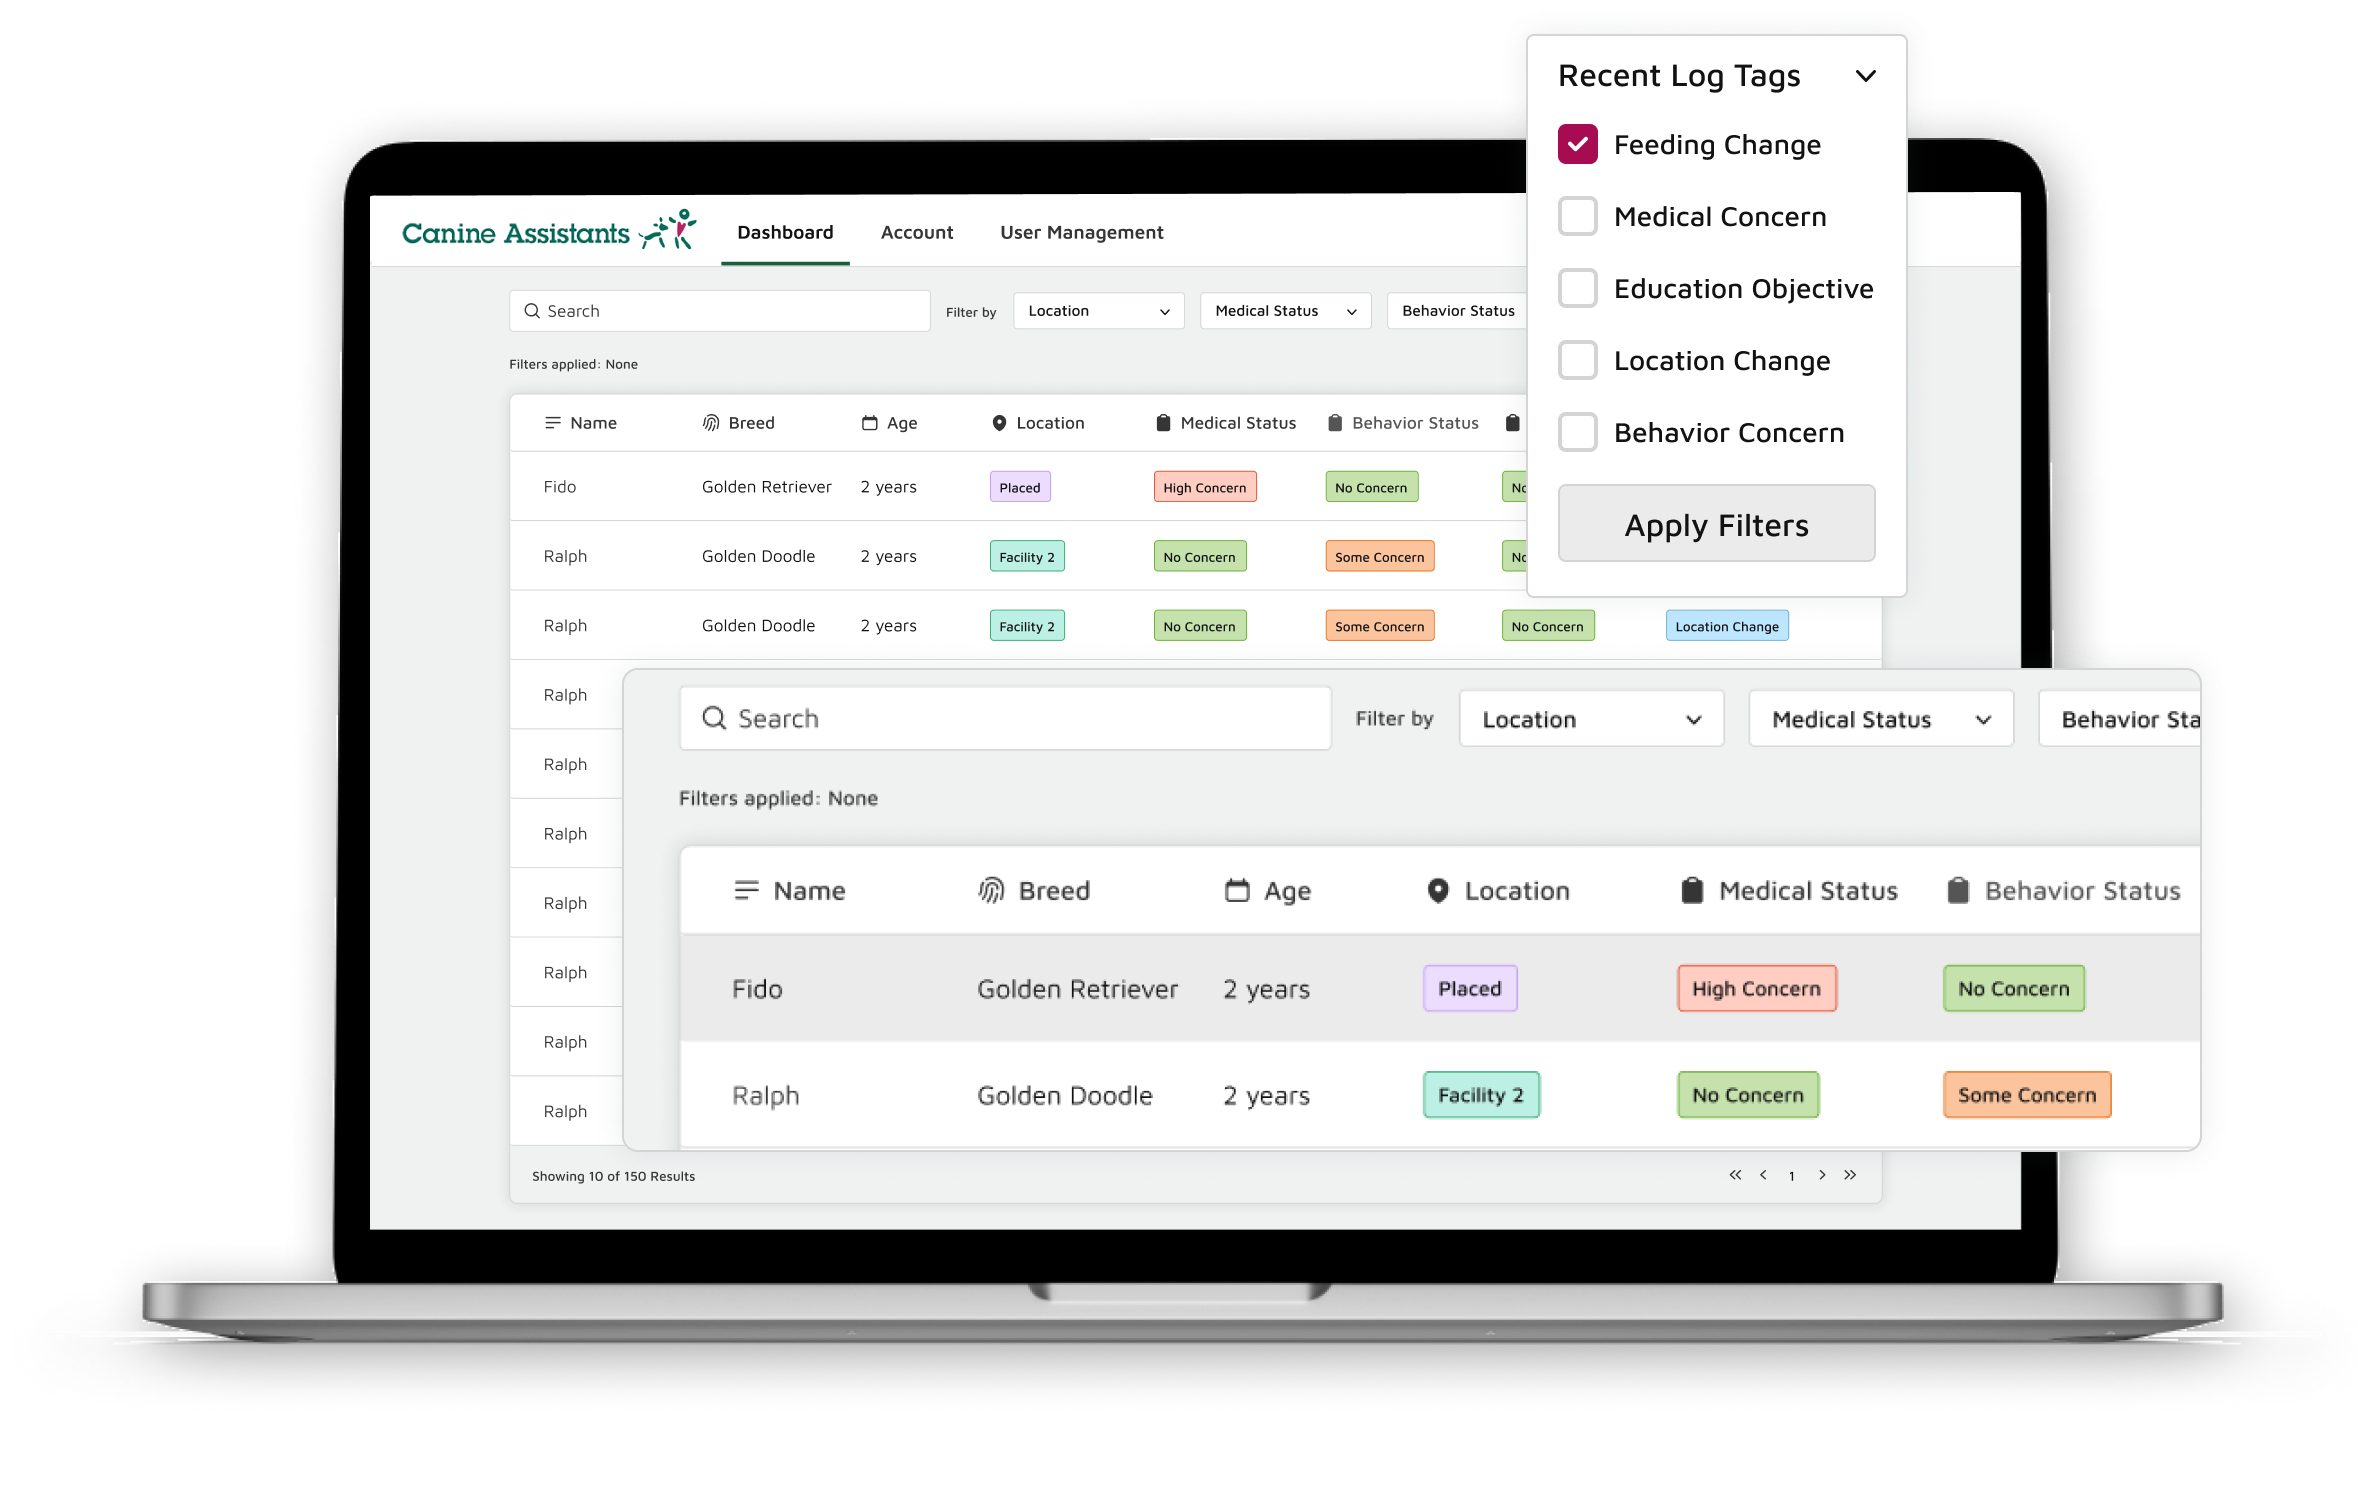 Recent Log Tags
Feeding Change
Medical Concern
Education Objective
Location Change
Behavior Concern
Apply Filters
Canine Assistants Dashboard Account User Management
Search Filter by Location Medical Status Behavior Status
Filters applied: None
Name Breed Age Location Medical Status Behavior Status
Fido Golden Retriever 2 years Placed High Concern No Concern
Ralph Golden Doodle 2 years Facility 2 No Concern Some Concern
Ralph Golden Doodle 2 years Facility 2 No Concern Some Concern No Concern Location Change
Ralph
Ralph
Ralph
Ralph
Ralph
Ralph
Ralph
Search Filter by Location Medical Status Behavior Sta
Filters applied: None
Name Breed Age Location Medical Status Behavior Status
Fido Golden Retriever 2 years Placed High Concern No Concern
Ralph Golden Doodle 2 years Facility 2 No Concern Some Concern
Showing 10 of 150 Results « < 1 > »